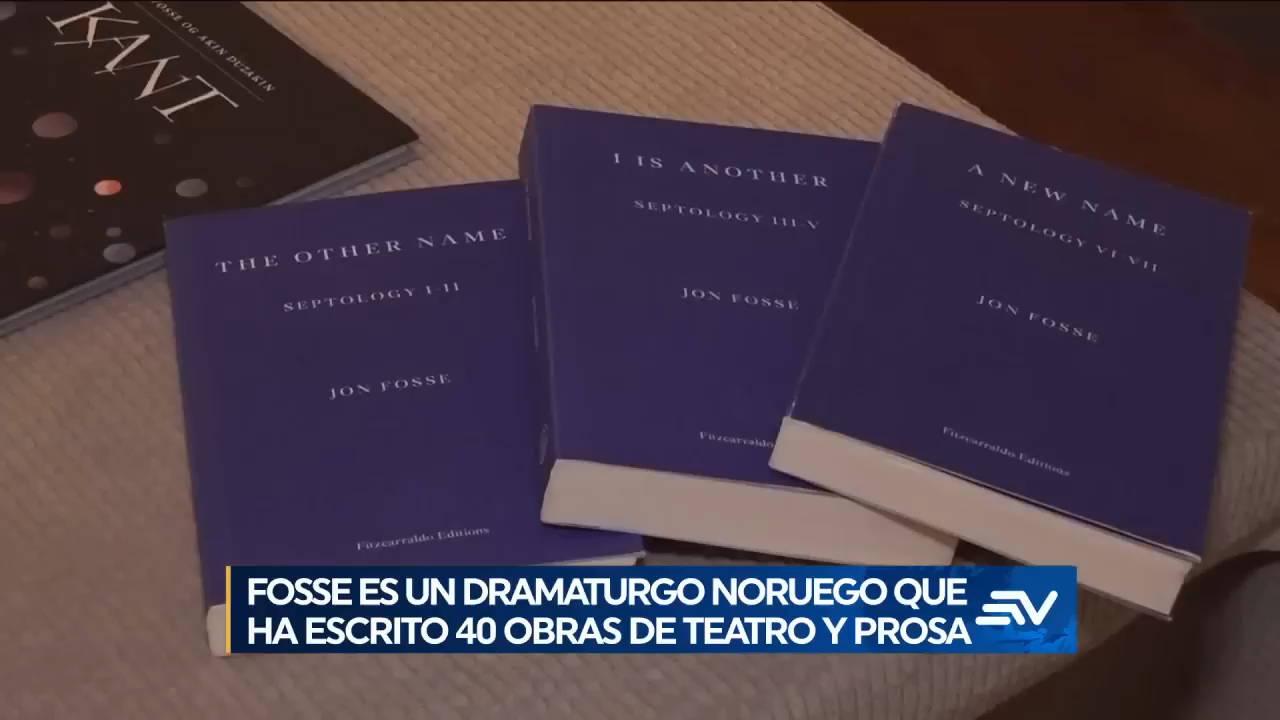 FOSSE OG AKIN DÜZAKIN
KANT
THE OTHER NAME
SEPTOLOGY I-II
JON FOSSE
Fitzcarraldo Editions
I IS ANOTHER
SEPTOLOGY III-V
JON FOSSE
Fitzcarraldo
A NEW NAME
SEPTOLOGY VI-VII
JON FOSSE
Fitzcarraldo Editions
FOSSE ES UN DRAMATURGO NORUEGO QUE
HA ESCRITO 40 OBRAS DE TEATRO Y PROSA